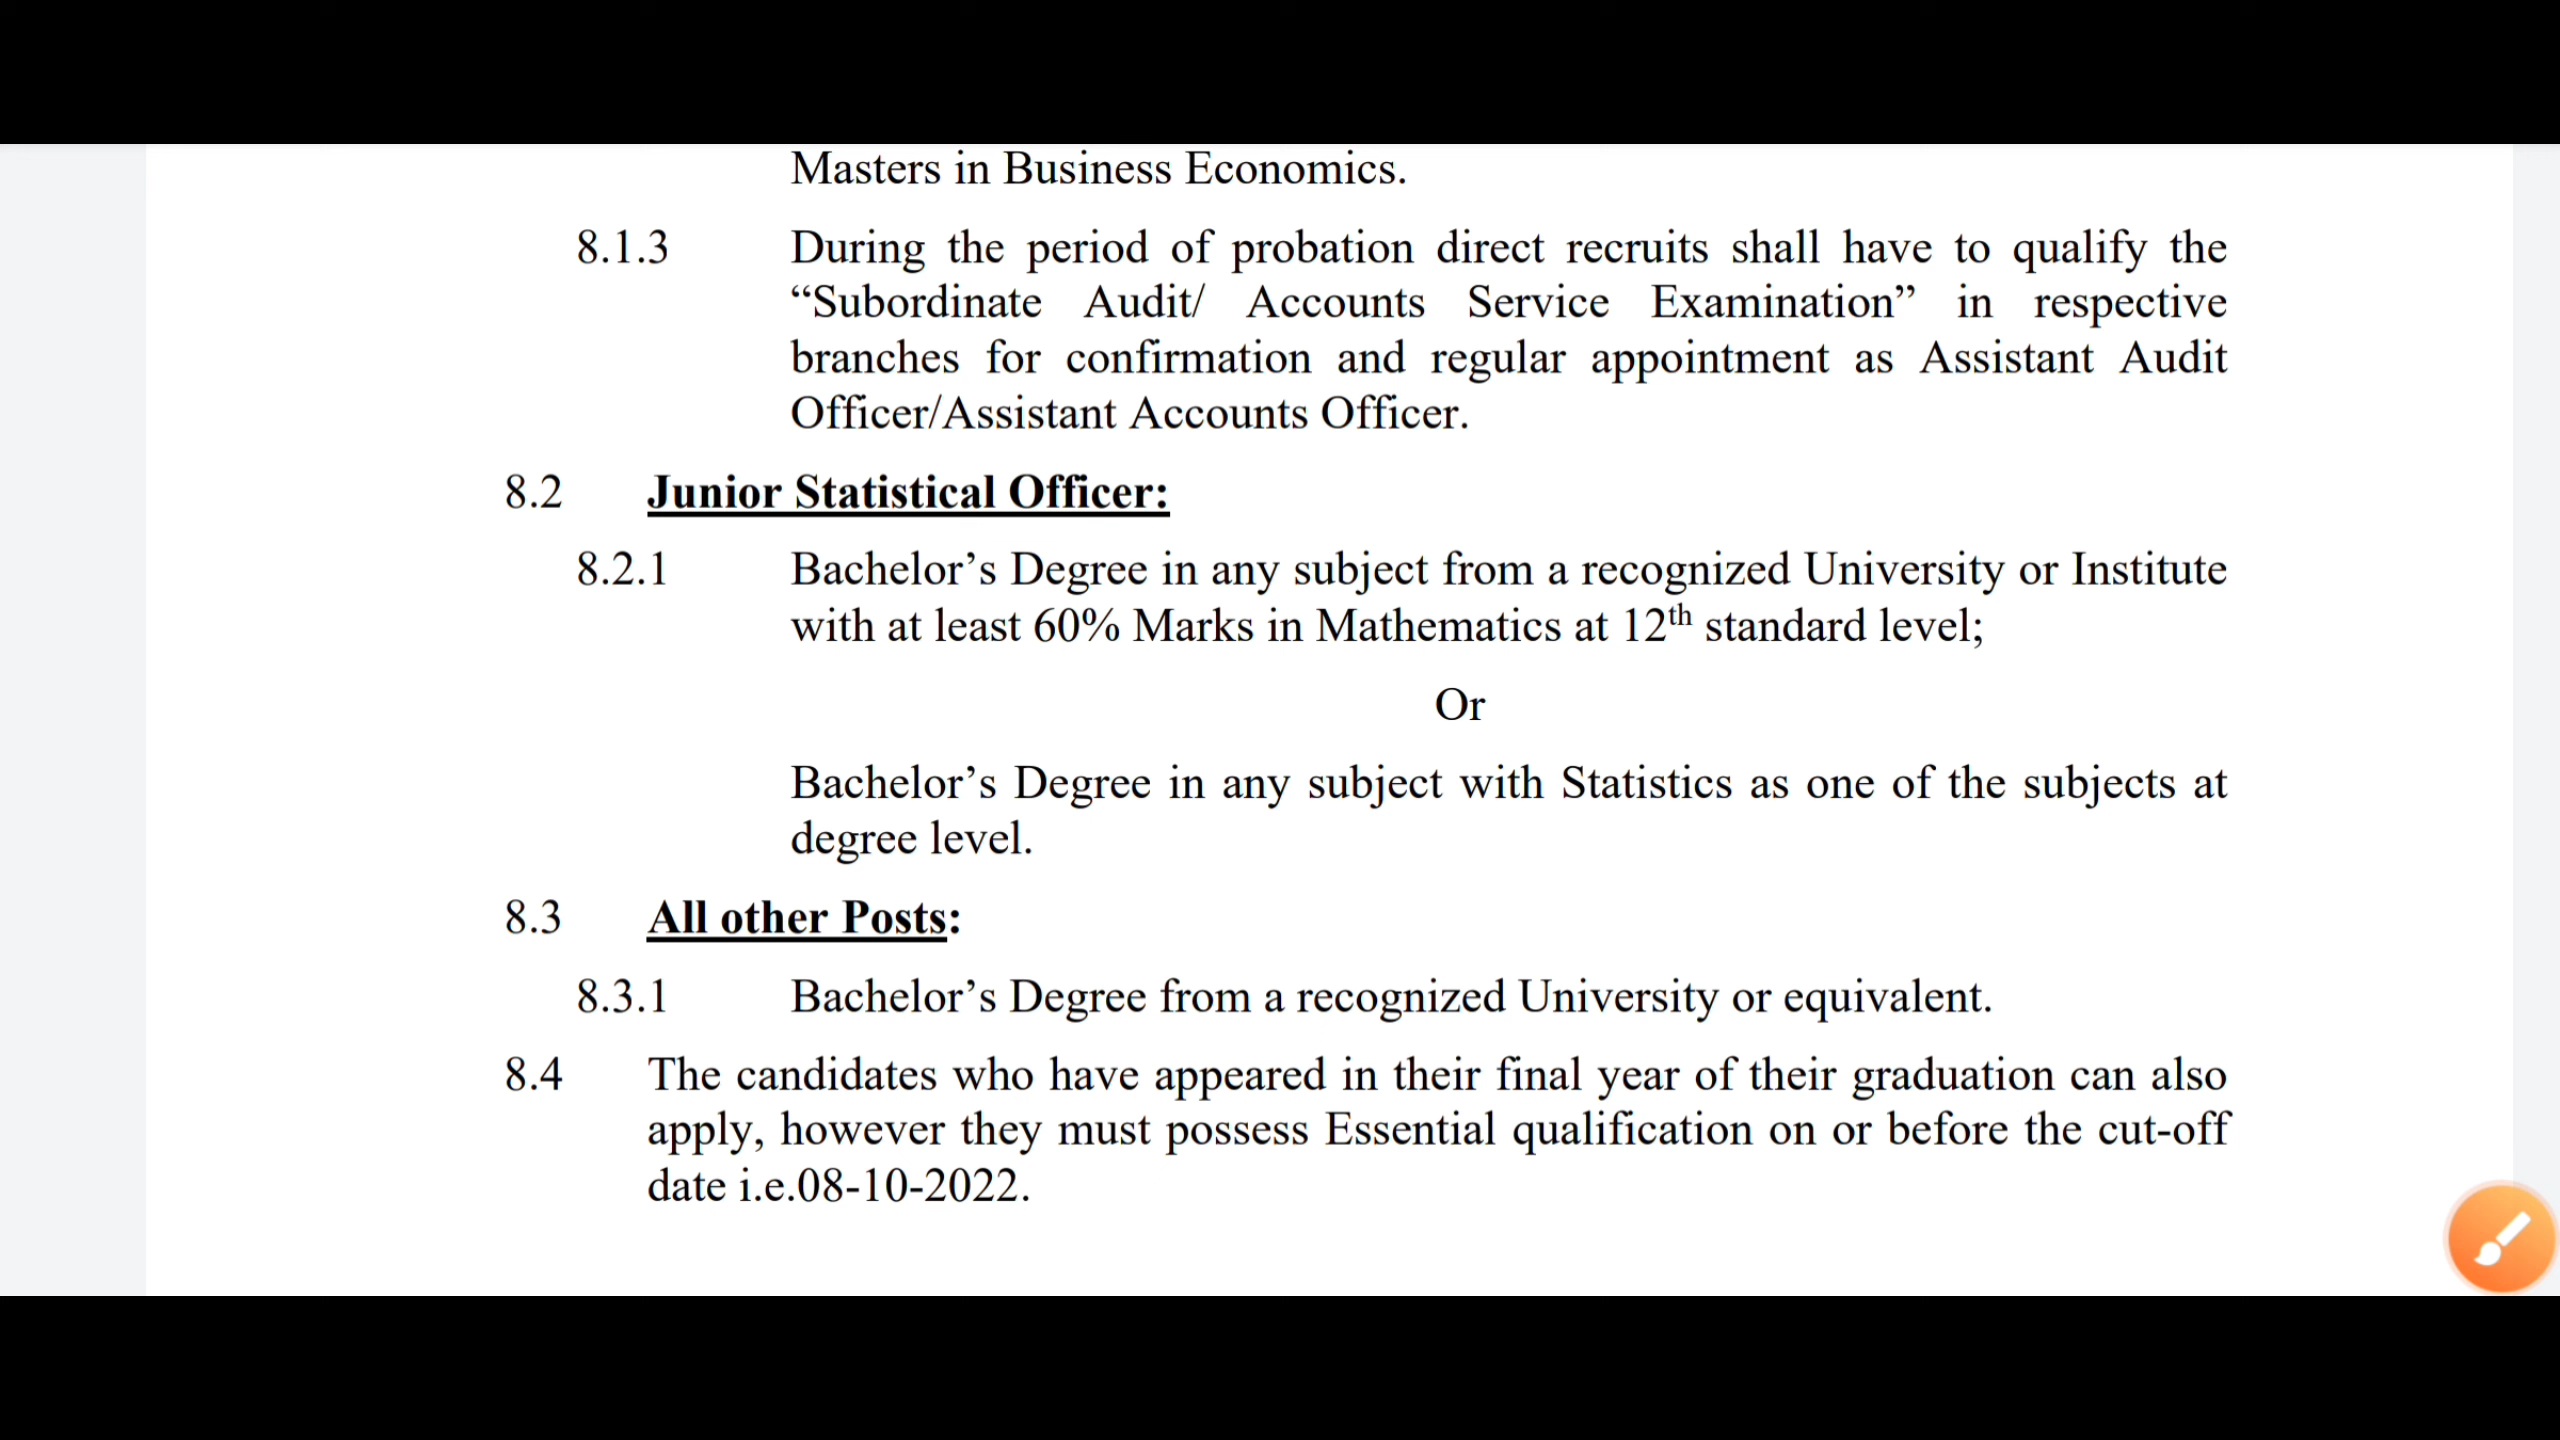 Masters in Business Economics.
8.1.3 During the period of probation direct recruits shall have to qualify the
“Subordinate Audit/ Accounts Service Examination” in respective
branches for confirmation and regular appointment as Assistant Audit
Officer/Assistant Accounts Officer.
8.2 Junior Statistical Officer:
8.2.1 Bachelor’s Degree in any subject from a recognized University or Institute
with at least 60% Marks in Mathematics at 12th standard level;
Or
Bachelor’s Degree in any subject with Statistics as one of the subjects at
degree level.
8.3 All other Posts:
8.3.1 Bachelor’s Degree from a recognized University or equivalent.
8.4 The candidates who have appeared in their final year of their graduation can also
apply, however they must possess Essential qualification on or before the cut-off
date i.e.08-10-2022.